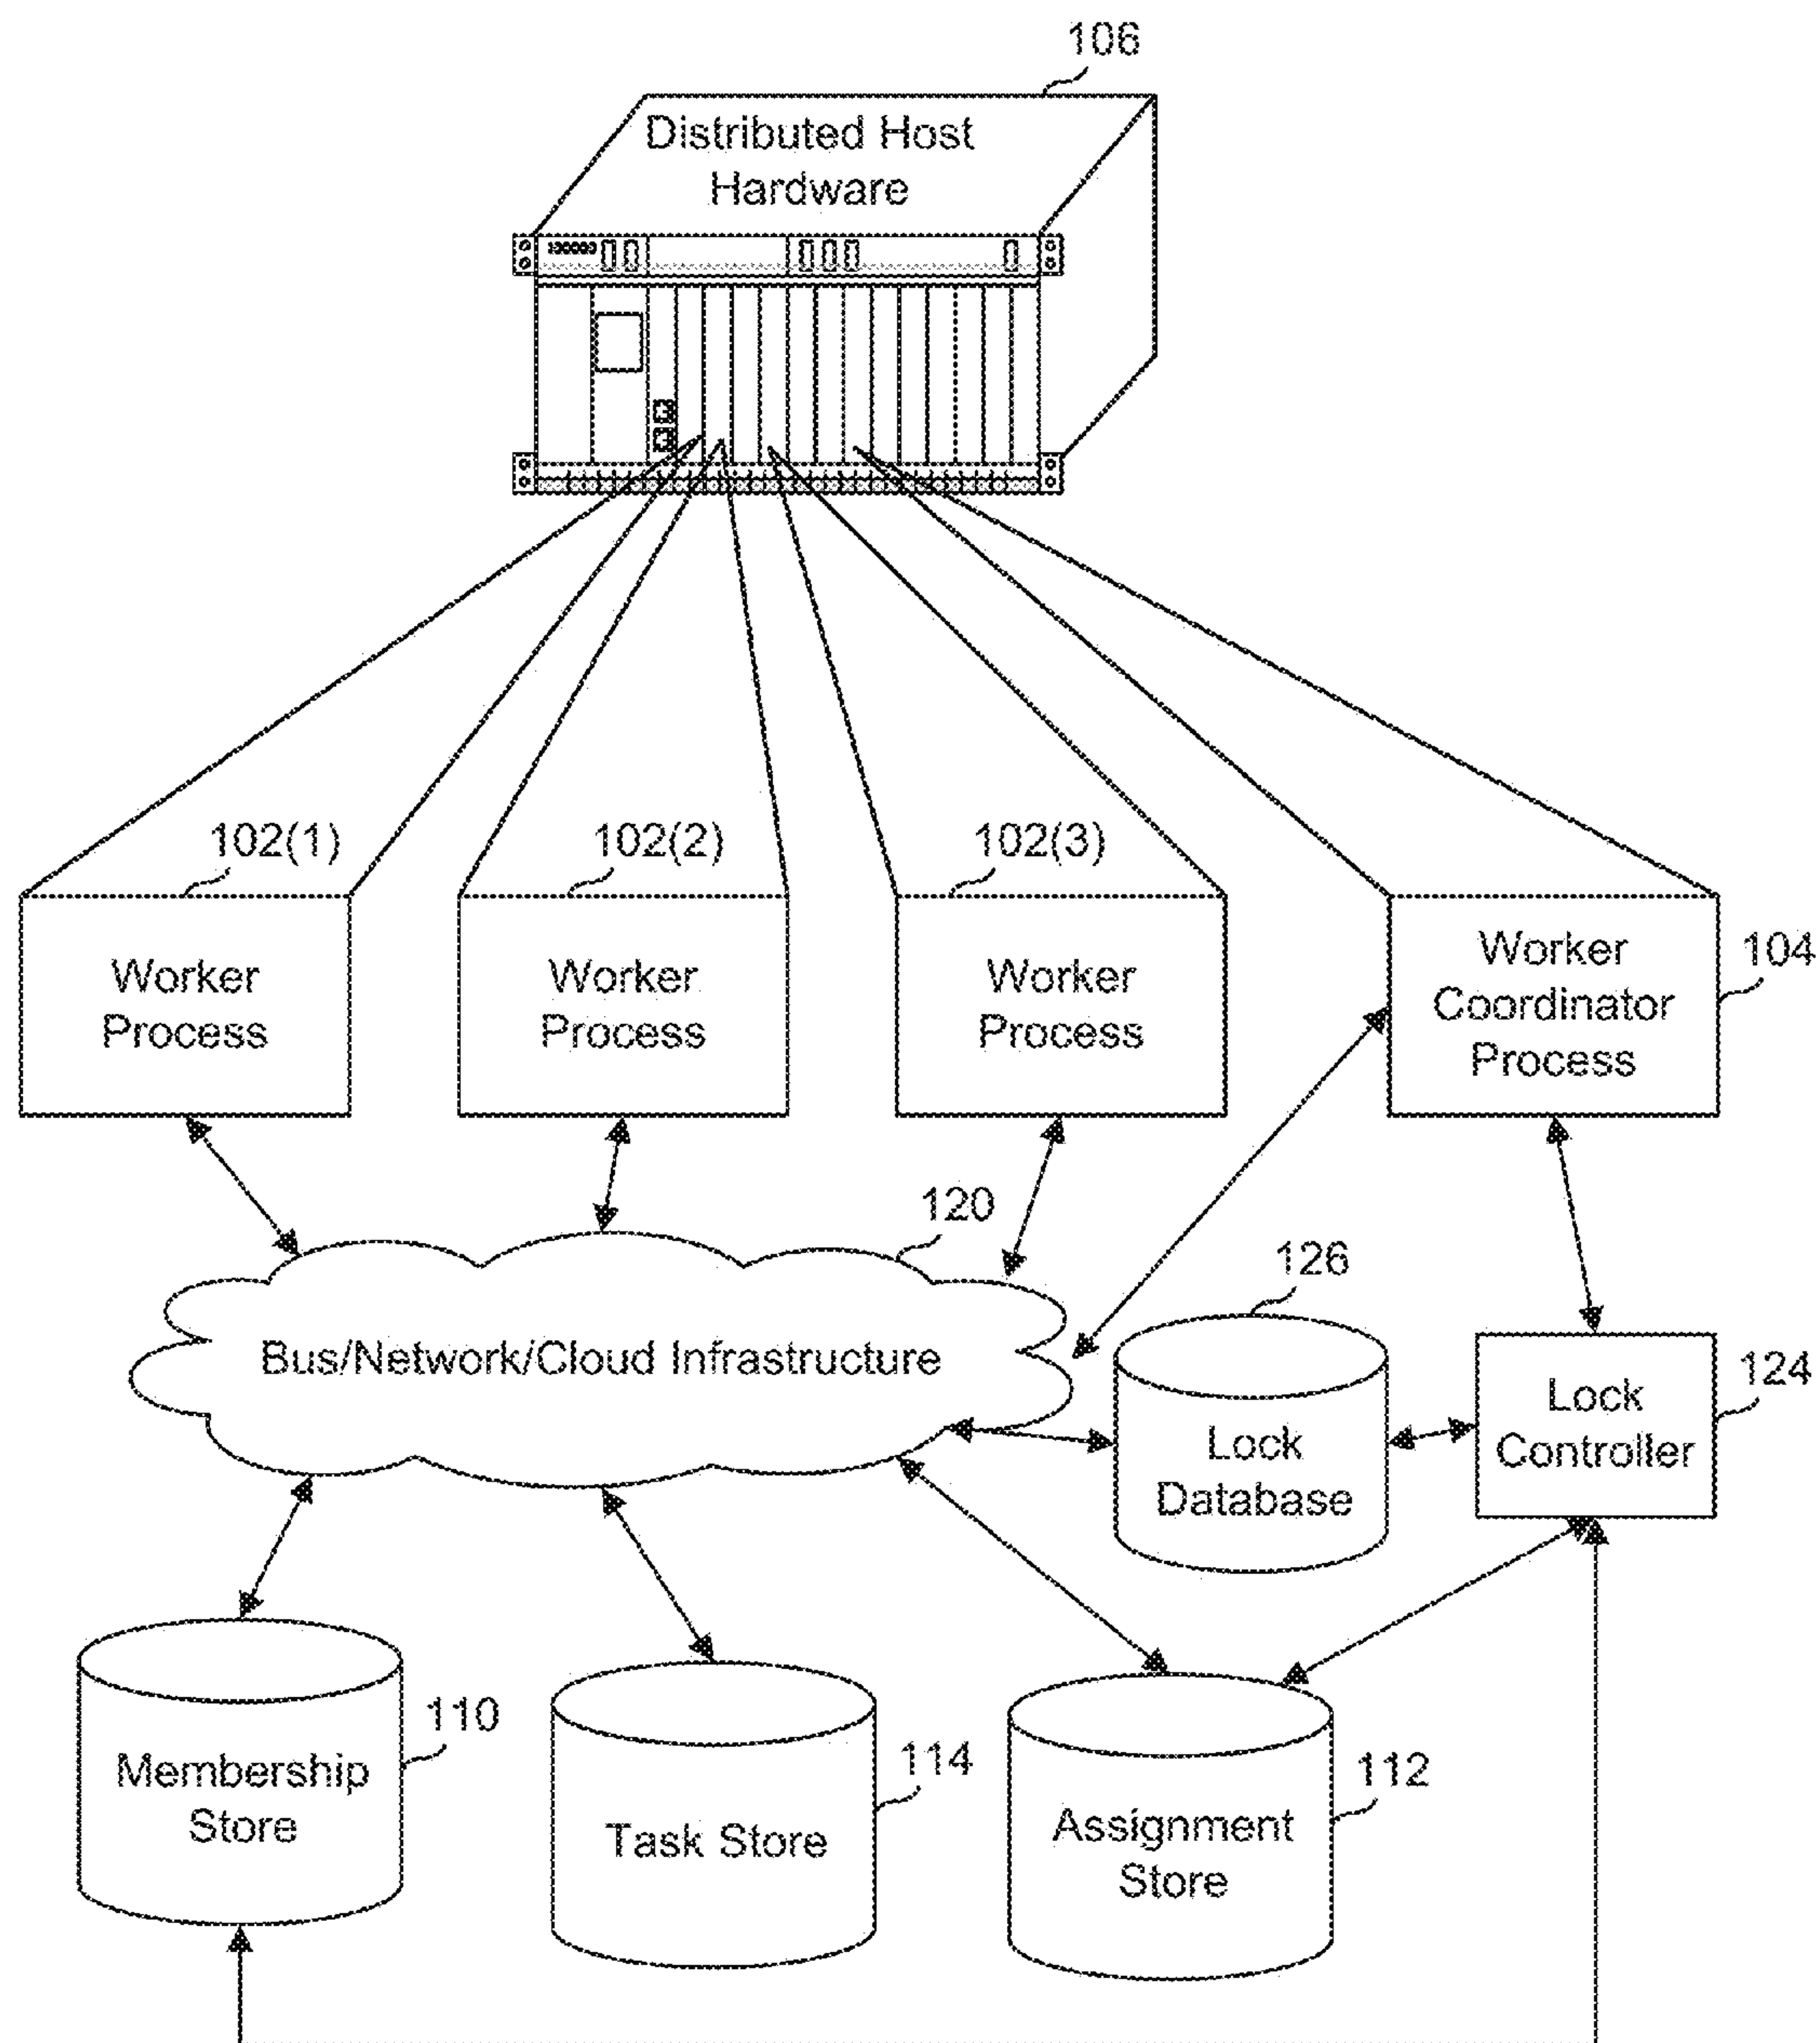 106
Distributed Host
Hardware
102(1)
102(2)
102(3)
Worker
Process
Worker
Process
Worker
Process
Worker
Coordinator
Process
104
120
126
Bus/Network/Cloud Infrastructure
Lock
Database
Lock
Controller
124
110
Membership
Store
114
Task Store
112
Assignment
Store